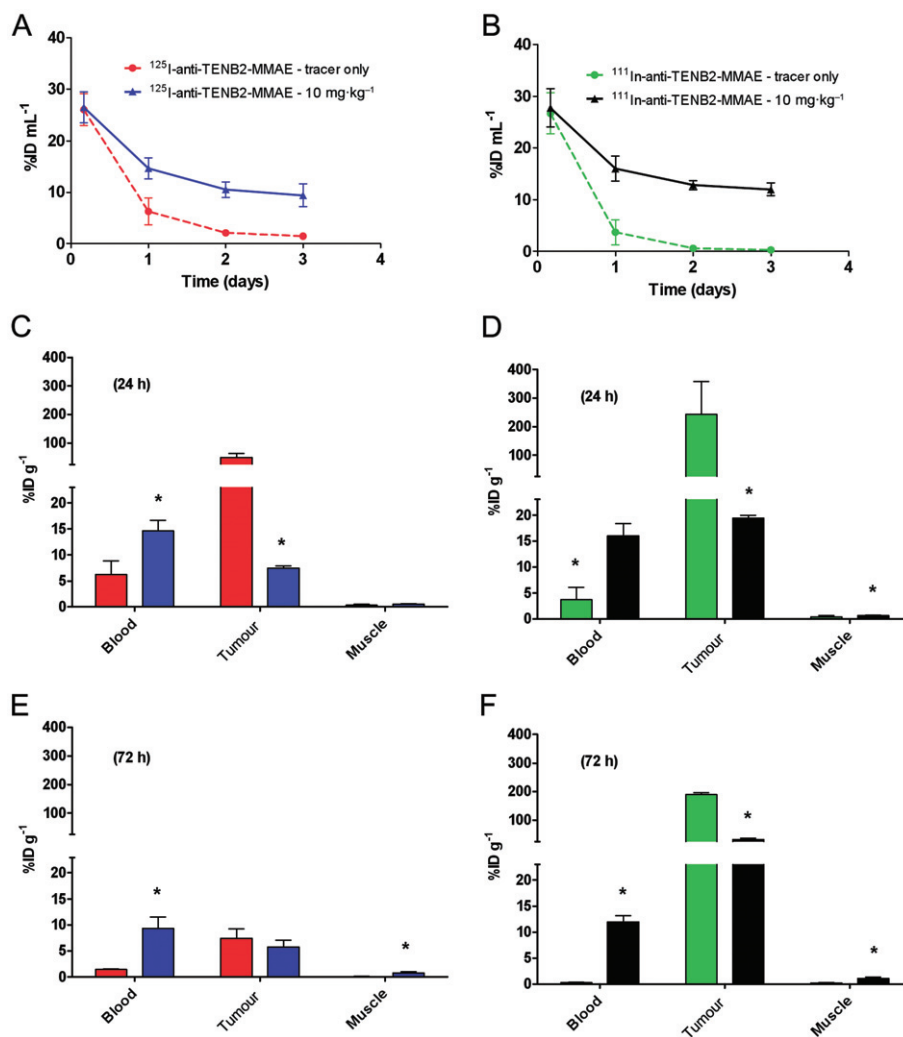 A
40
30
20
10
0
%ID mL⁻¹
¹²⁵I-anti-TENB2-MMAE - tracer only
¹²⁵I-anti-TENB2-MMAE - 10 mg·kg⁻¹
0
1
2
3
4
Time (days)
B
40
30
20
10
0
%ID mL⁻¹
¹¹¹In-anti-TENB2-MMAE - tracer only
¹¹¹In-anti-TENB2-MMAE - 10 mg·kg⁻¹
0
1
2
3
4
Time (days)
C
400
300
200
100
20
15
10
5
0
%ID g⁻¹
(24 h)
*
*
Blood
Tumour
Muscle
D
400
300
200
100
20
15
10
5
0
%ID g⁻¹
(24 h)
*
*
*
Blood
Tumour
Muscle
E
400
300
200
100
20
15
10
5
0
%ID g⁻¹
(72 h)
*
*
Blood
Tumour
Muscle
F
400
300
200
100
20
15
10
5
0
%ID g⁻¹
(72 h)
*
*
*
Blood
Tumour
Muscle